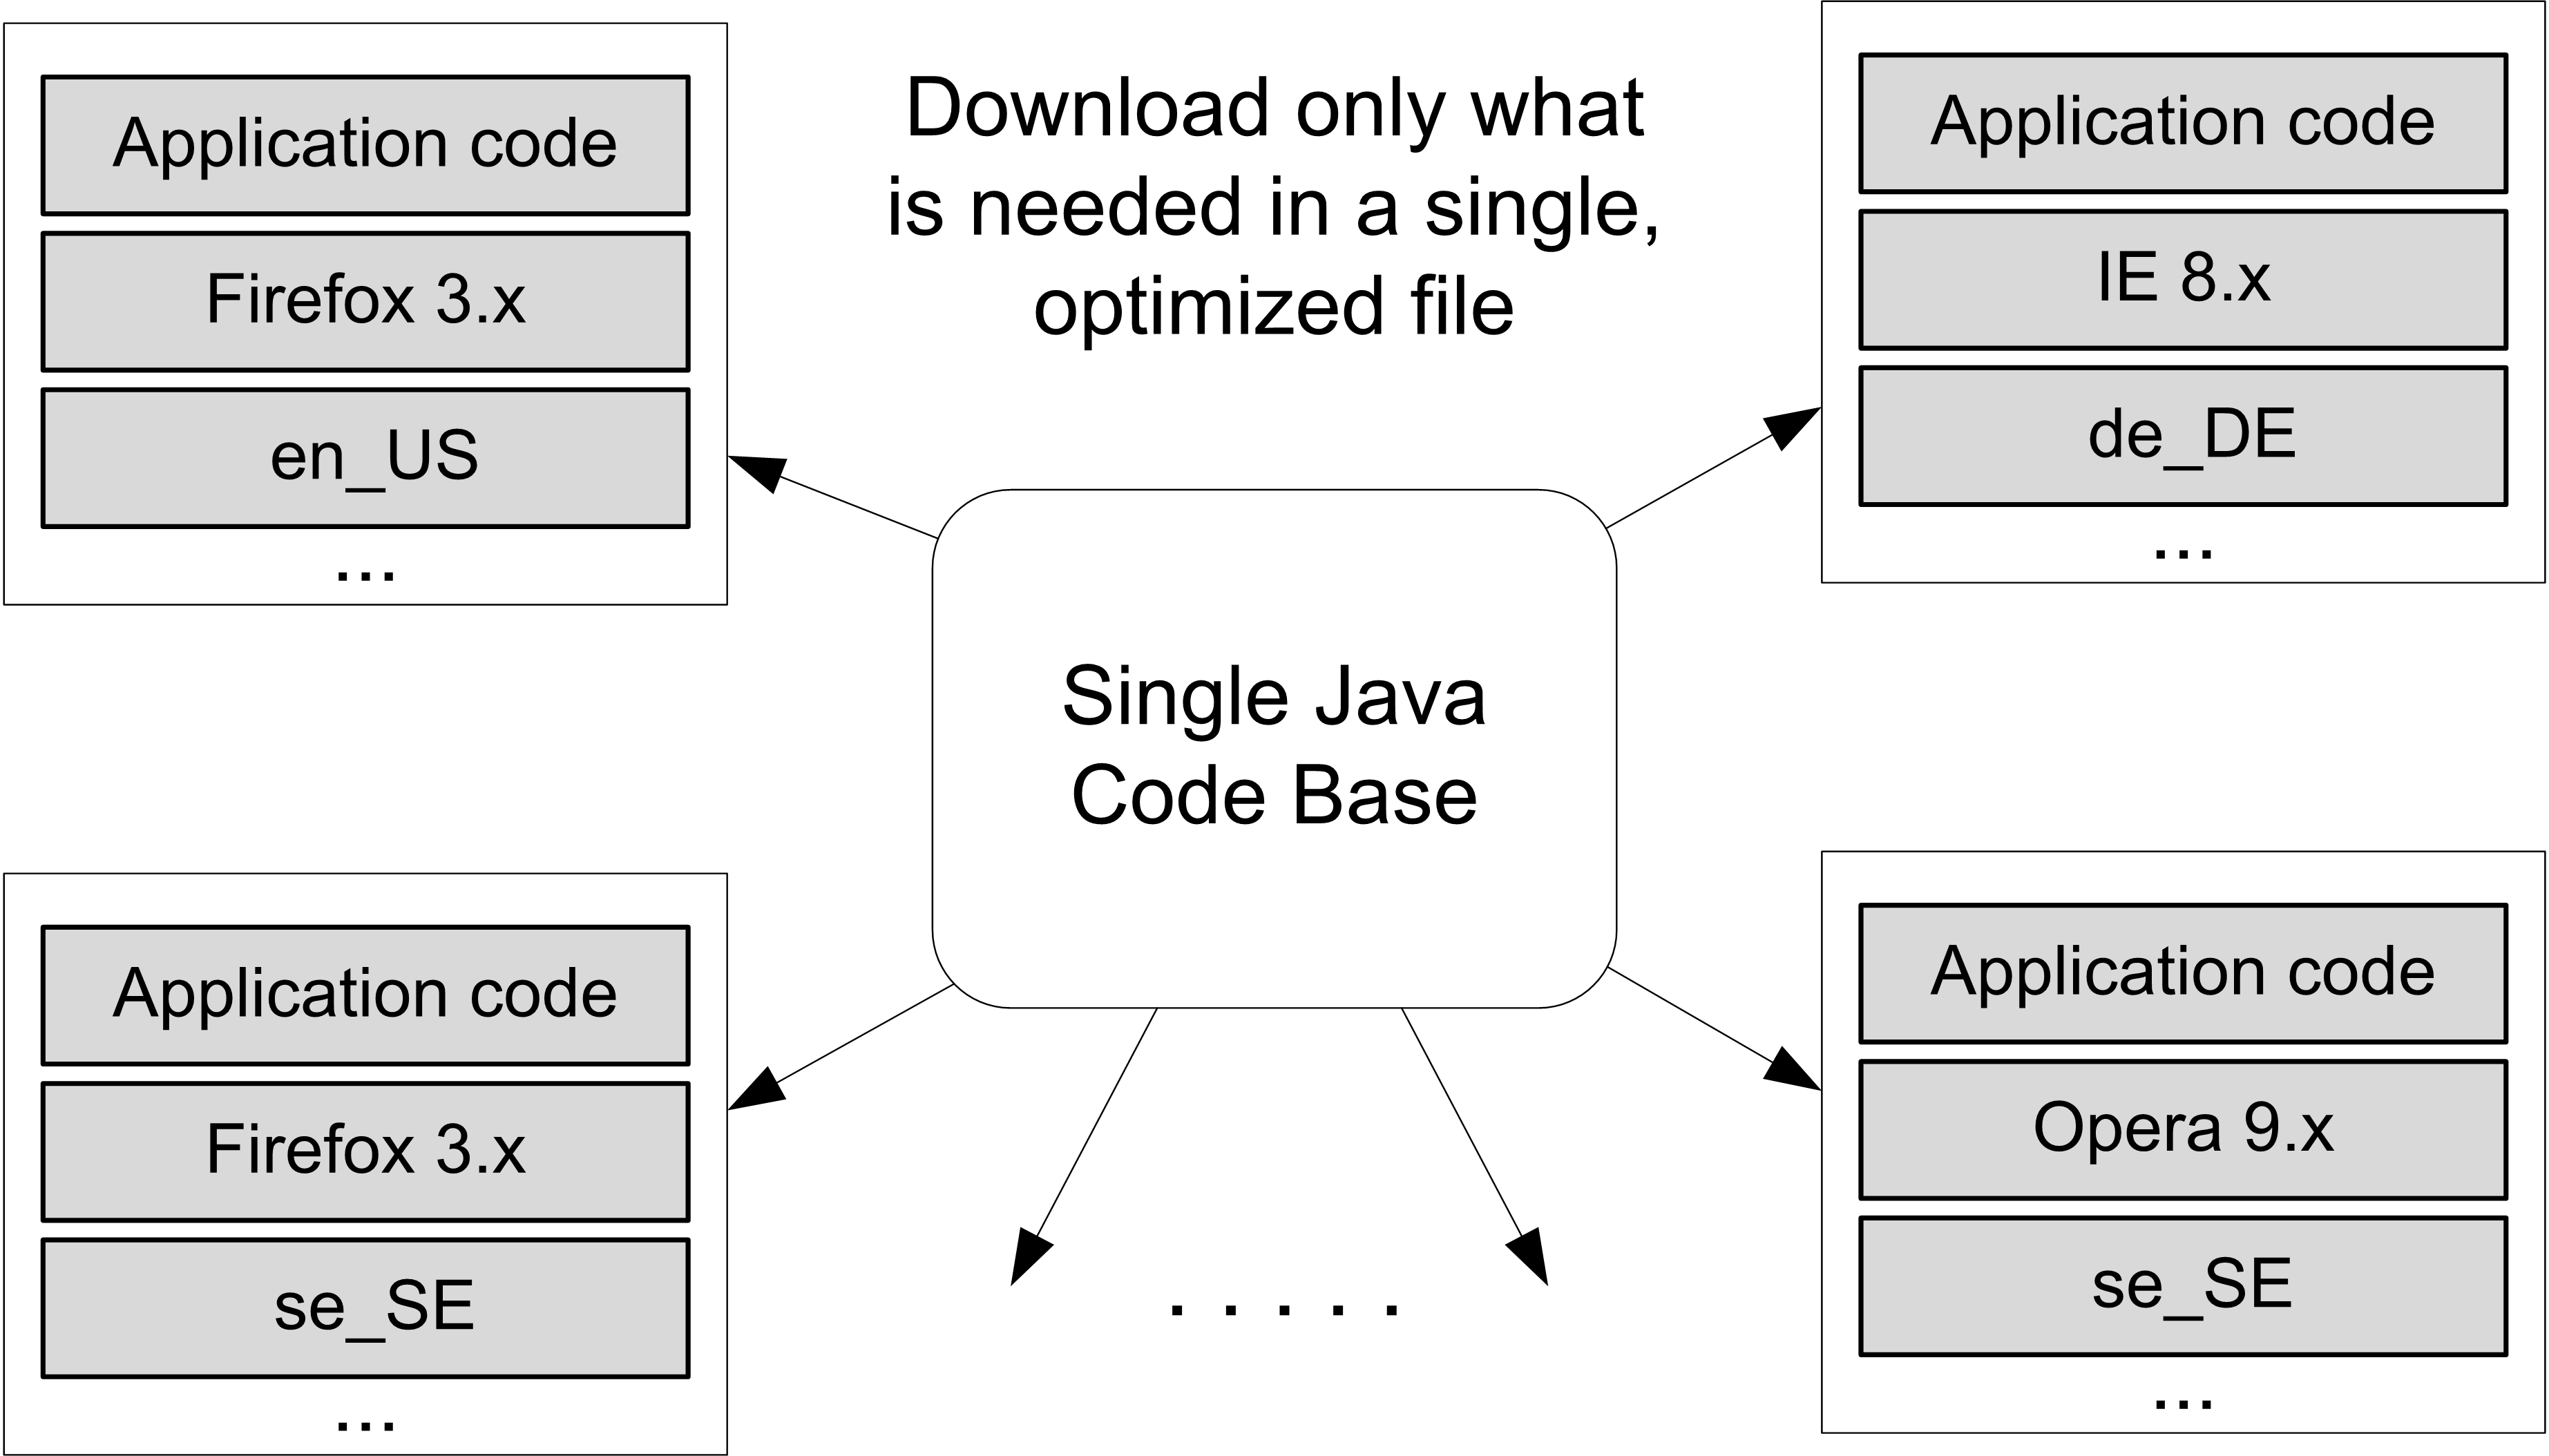 Application code
Firefox 3.x
en_US
...
Download only what
is needed in a single,
optimized file
Application code
IE 8.x
de_DE
...
Single Java
Code Base
Application code
Firefox 3.x
se_SE
...
. . . . .
Application code
Opera 9.x
se_SE
...